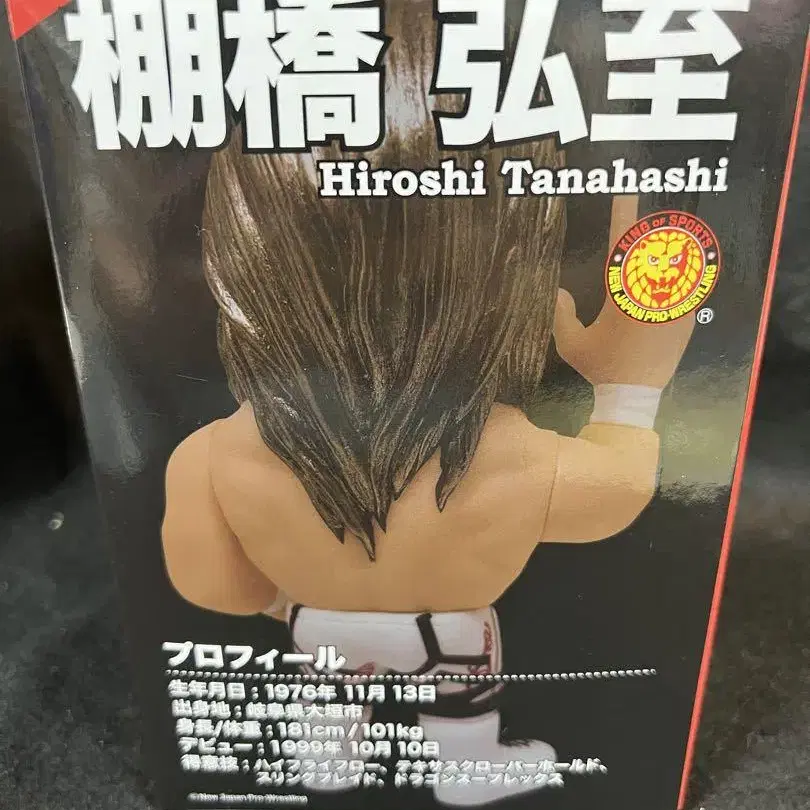 棚橋 弘至
Hiroshi Tanahashi
KING OF SPORTS
NEW JAPAN PRO-WRESTLING
®
プロフィール
生年月日：1976年 11月 13日
出身地：岐阜県大垣市
身長/体重：181cm / 101kg
デビュー：1999年 10月 10日
得意技：ハイフライフロー、テキサスクローバーホールド、
スリングブレイド、ドラゴンスープレックス
©New Japan Pro-Wrestling